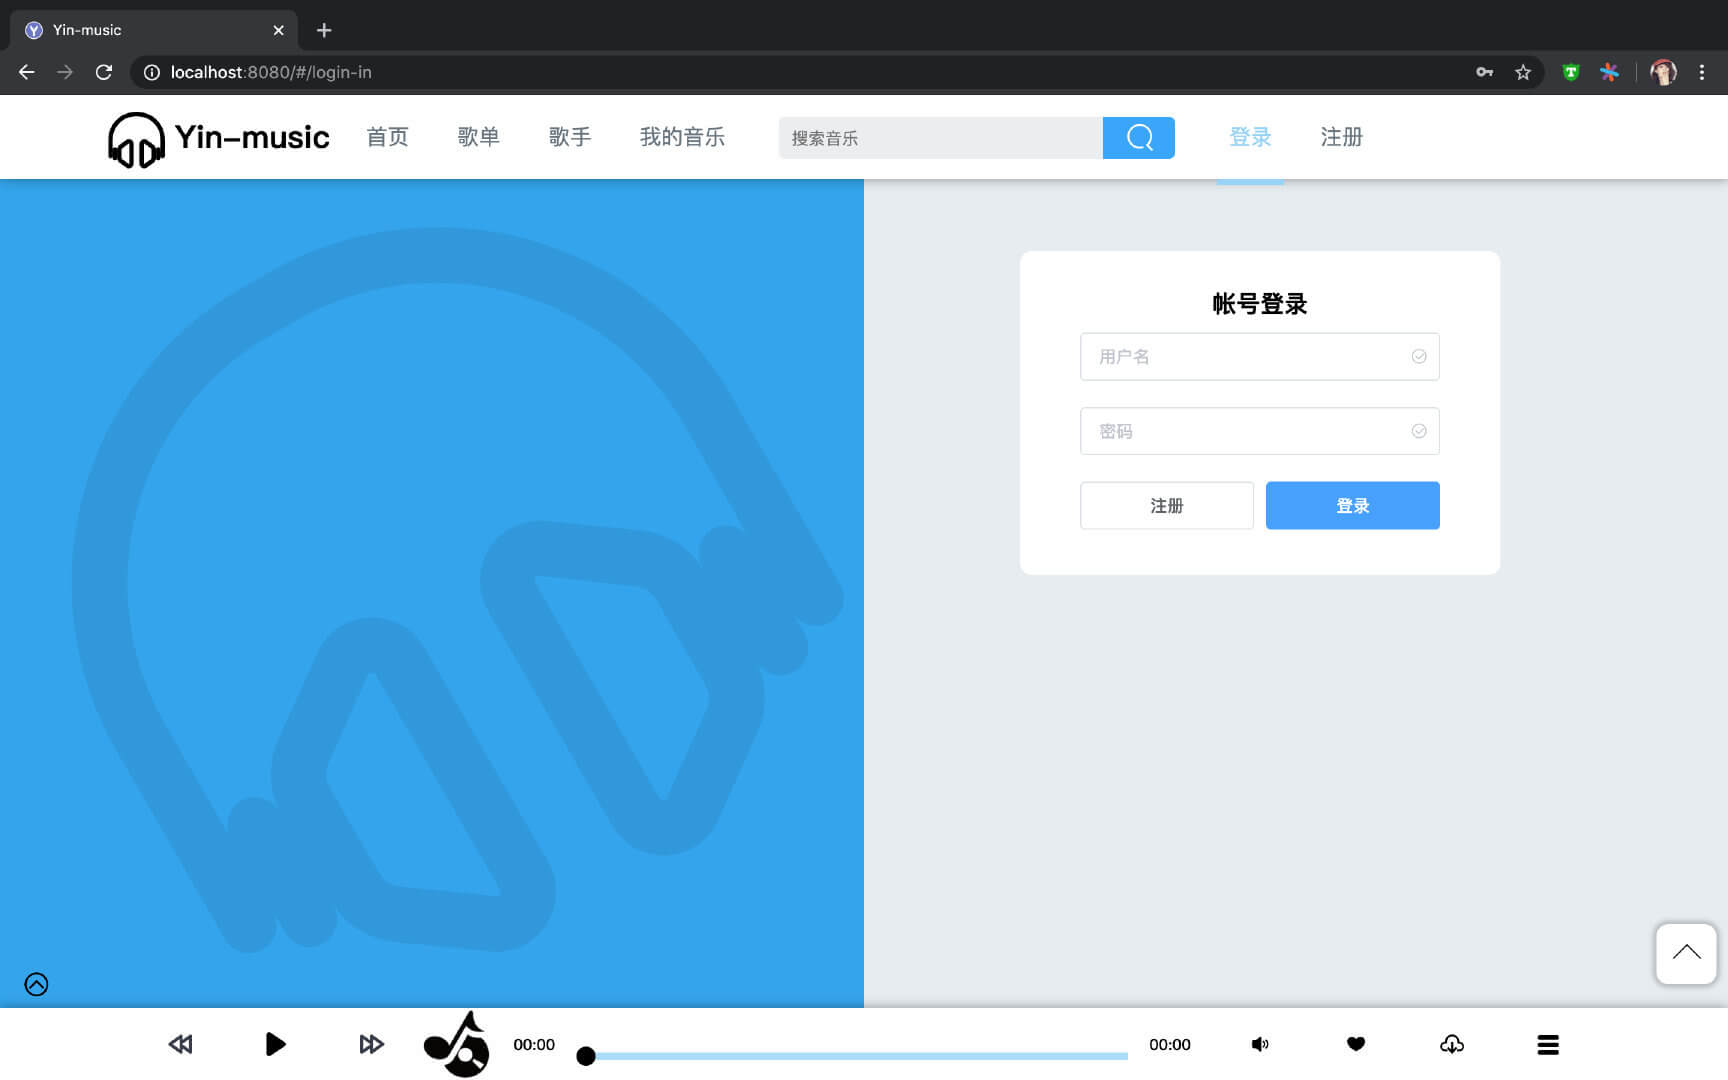 Yin-music
localhost:8080/#/login-in
Yin-music 首页 歌单 歌手 我的音乐 搜索音乐 登录 注册
帐号登录
用户名
密码
注册 登录
00:00 00:00